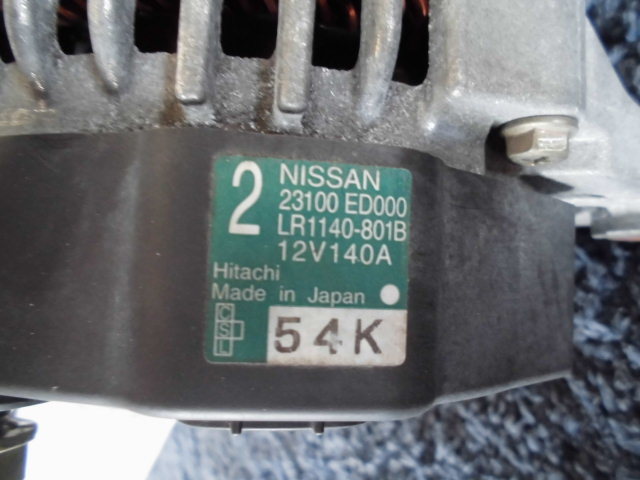 2
NISSAN
23100 ED000
LR1140-801B
12V140A
Hitachi
Made in Japan
C
S
L
54K